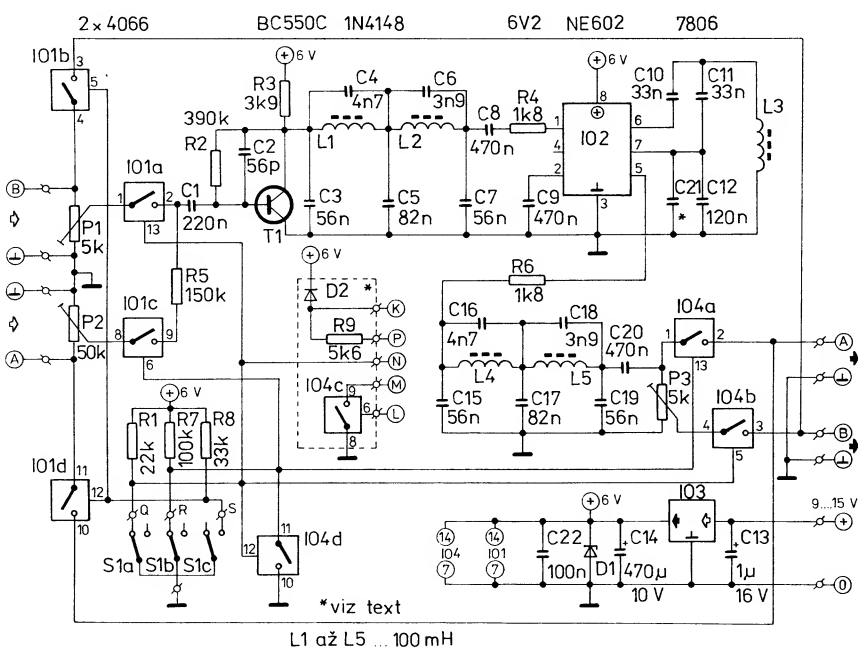 2 x 4066 BC550C 1N4148 6V2 NE602 7806
IO1b 3 5 4
+ 6 V
R3 3k9
C4 4n7
C6 3n9
+ 6 V
C10 33n
C11 33n
L3
390k
R2
C2 56p
L1
L2
C8 470n
R4 1k8
8
1 IO2 6
4 7
2 5
3
IO1a
1 2
13
C1 220n
T1
C3 56n
C5 82n
C7 56n
C9 470n
C21 *
C12 120n
B
P1 5k
R5 150k
P2 50k
A
IO1c
8 9
6
+ 6 V
D2 *
K
R9 5k6
P
N
IO4c
9 M
6 L
8
R6 1k8
C16 4n7
C18 3n9
C20 470n
IO4a
1 2
13
A
L4
L5
P3 5k
IO4b
4 3
5
B
C15 56n
C17 82n
C19 56n
+ 6 V
R1 22k
R7 100k
R8 33k
IO1d
11
12
10
Q R S
S1a S1b S1c
11
12 IO4d
10
14 IO4 7
14 IO1 7
C22 100n
+ 6 V
D1
C14 470µ 10 V
IO3
C13 1µ 16 V
9...15 V
+
0
* viz text
L1 až L5 ... 100 mH